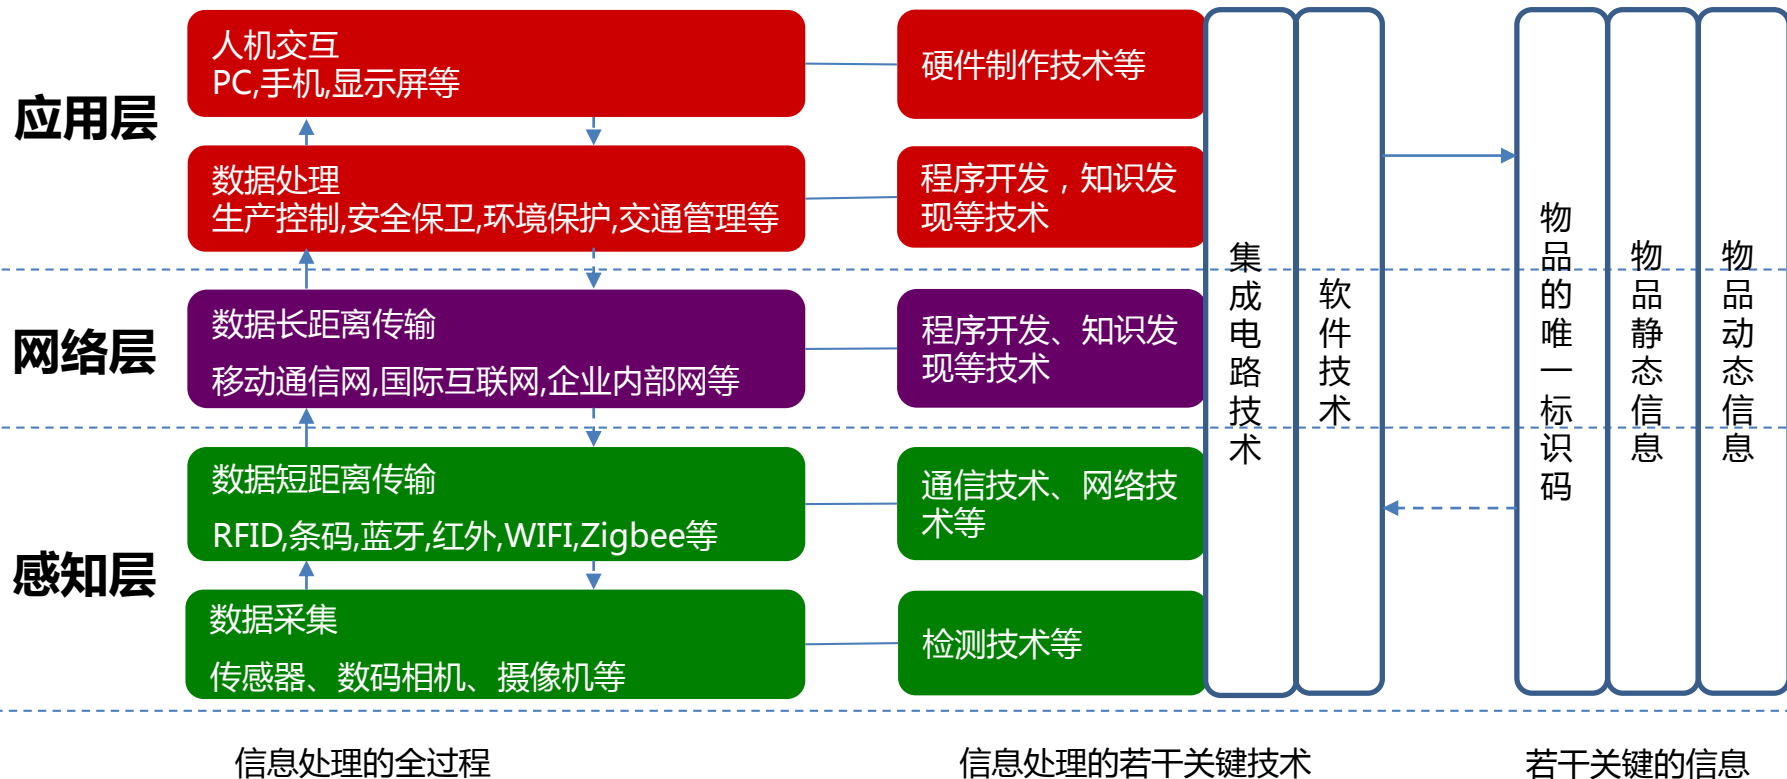 应用层
人机交互
PC,手机,显示屏等
硬件制作技术等
数据处理
生产控制,安全保卫,环境保护,交通管理等
程序开发，知识发
现等技术
网络层
数据长距离传输
移动通信网,国际互联网,企业内部网等
程序开发、知识发
现等技术
感知层
数据短距离传输
RFID,条码,蓝牙,红外,WIFI,Zigbee等
通信技术、网络技
术等
数据采集
传感器、数码相机、摄像机等
检测技术等
集成电路技术
软件技术
物品的唯一标识码
物品静态信息
物品动态信息
信息处理的全过程
信息处理的若干关键技术
若干关键的信息